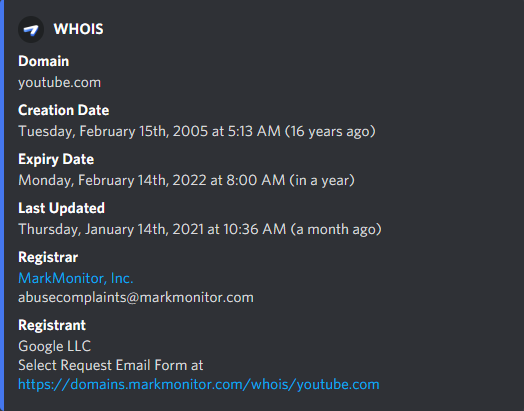 WHOIS
Domain
youtube.com
Creation Date
Tuesday, February 15th, 2005 at 5:13 AM (16 years ago)
Expiry Date
Monday, February 14th, 2022 at 8:00 AM (in a year)
Last Updated
Thursday, January 14th, 2021 at 10:36 AM (a month ago)
Registrar
MarkMonitor, Inc.
abusecomplaints@markmonitor.com
Registrant
Google LLC
Select Request Email Form at
https://domains.markmonitor.com/whois/youtube.com